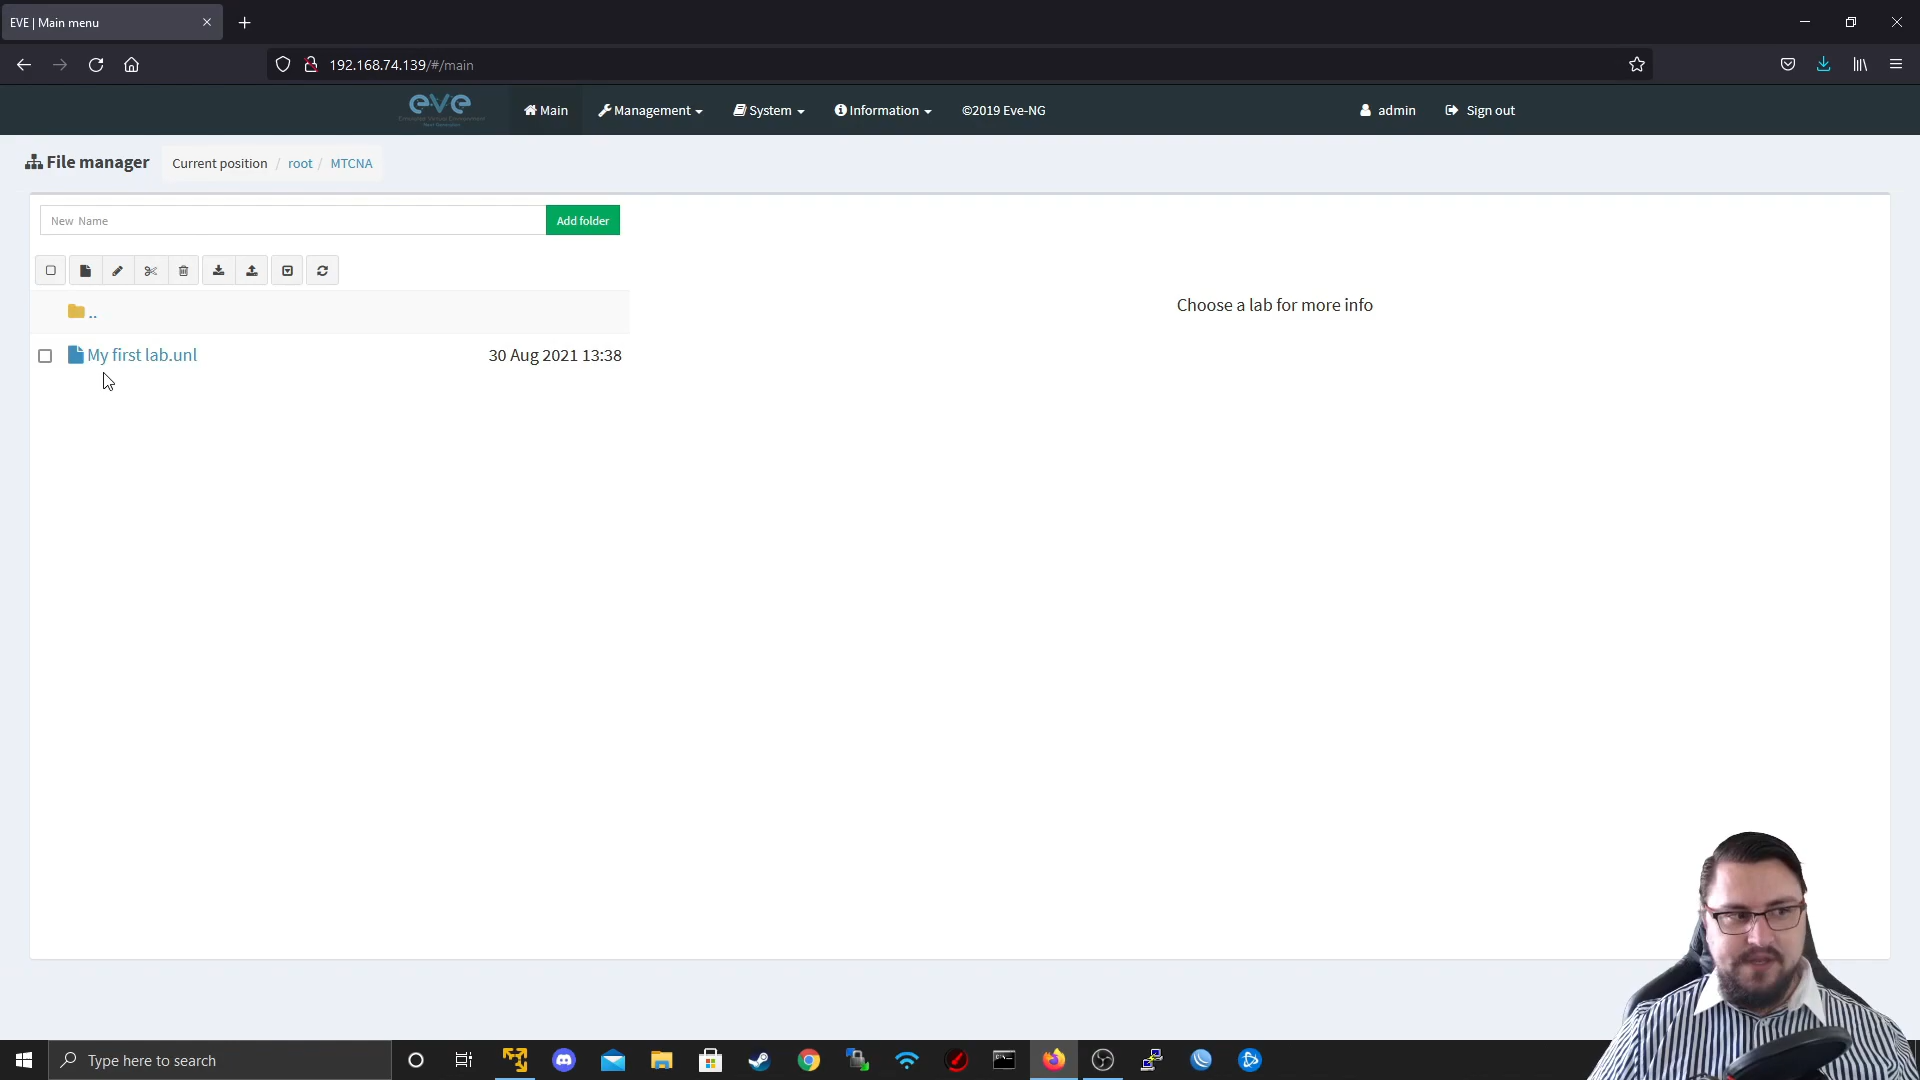 EVE | Main menu
192.168.74.139/#/main
eve
Main
Management
System
Information
©2019 Eve-NG
admin
Sign out
File manager
Current position / root / MTCNA
New Name
Add folder
..
My first lab.unl
30 Aug 2021 13:38
Choose a lab for more info
Type here to search